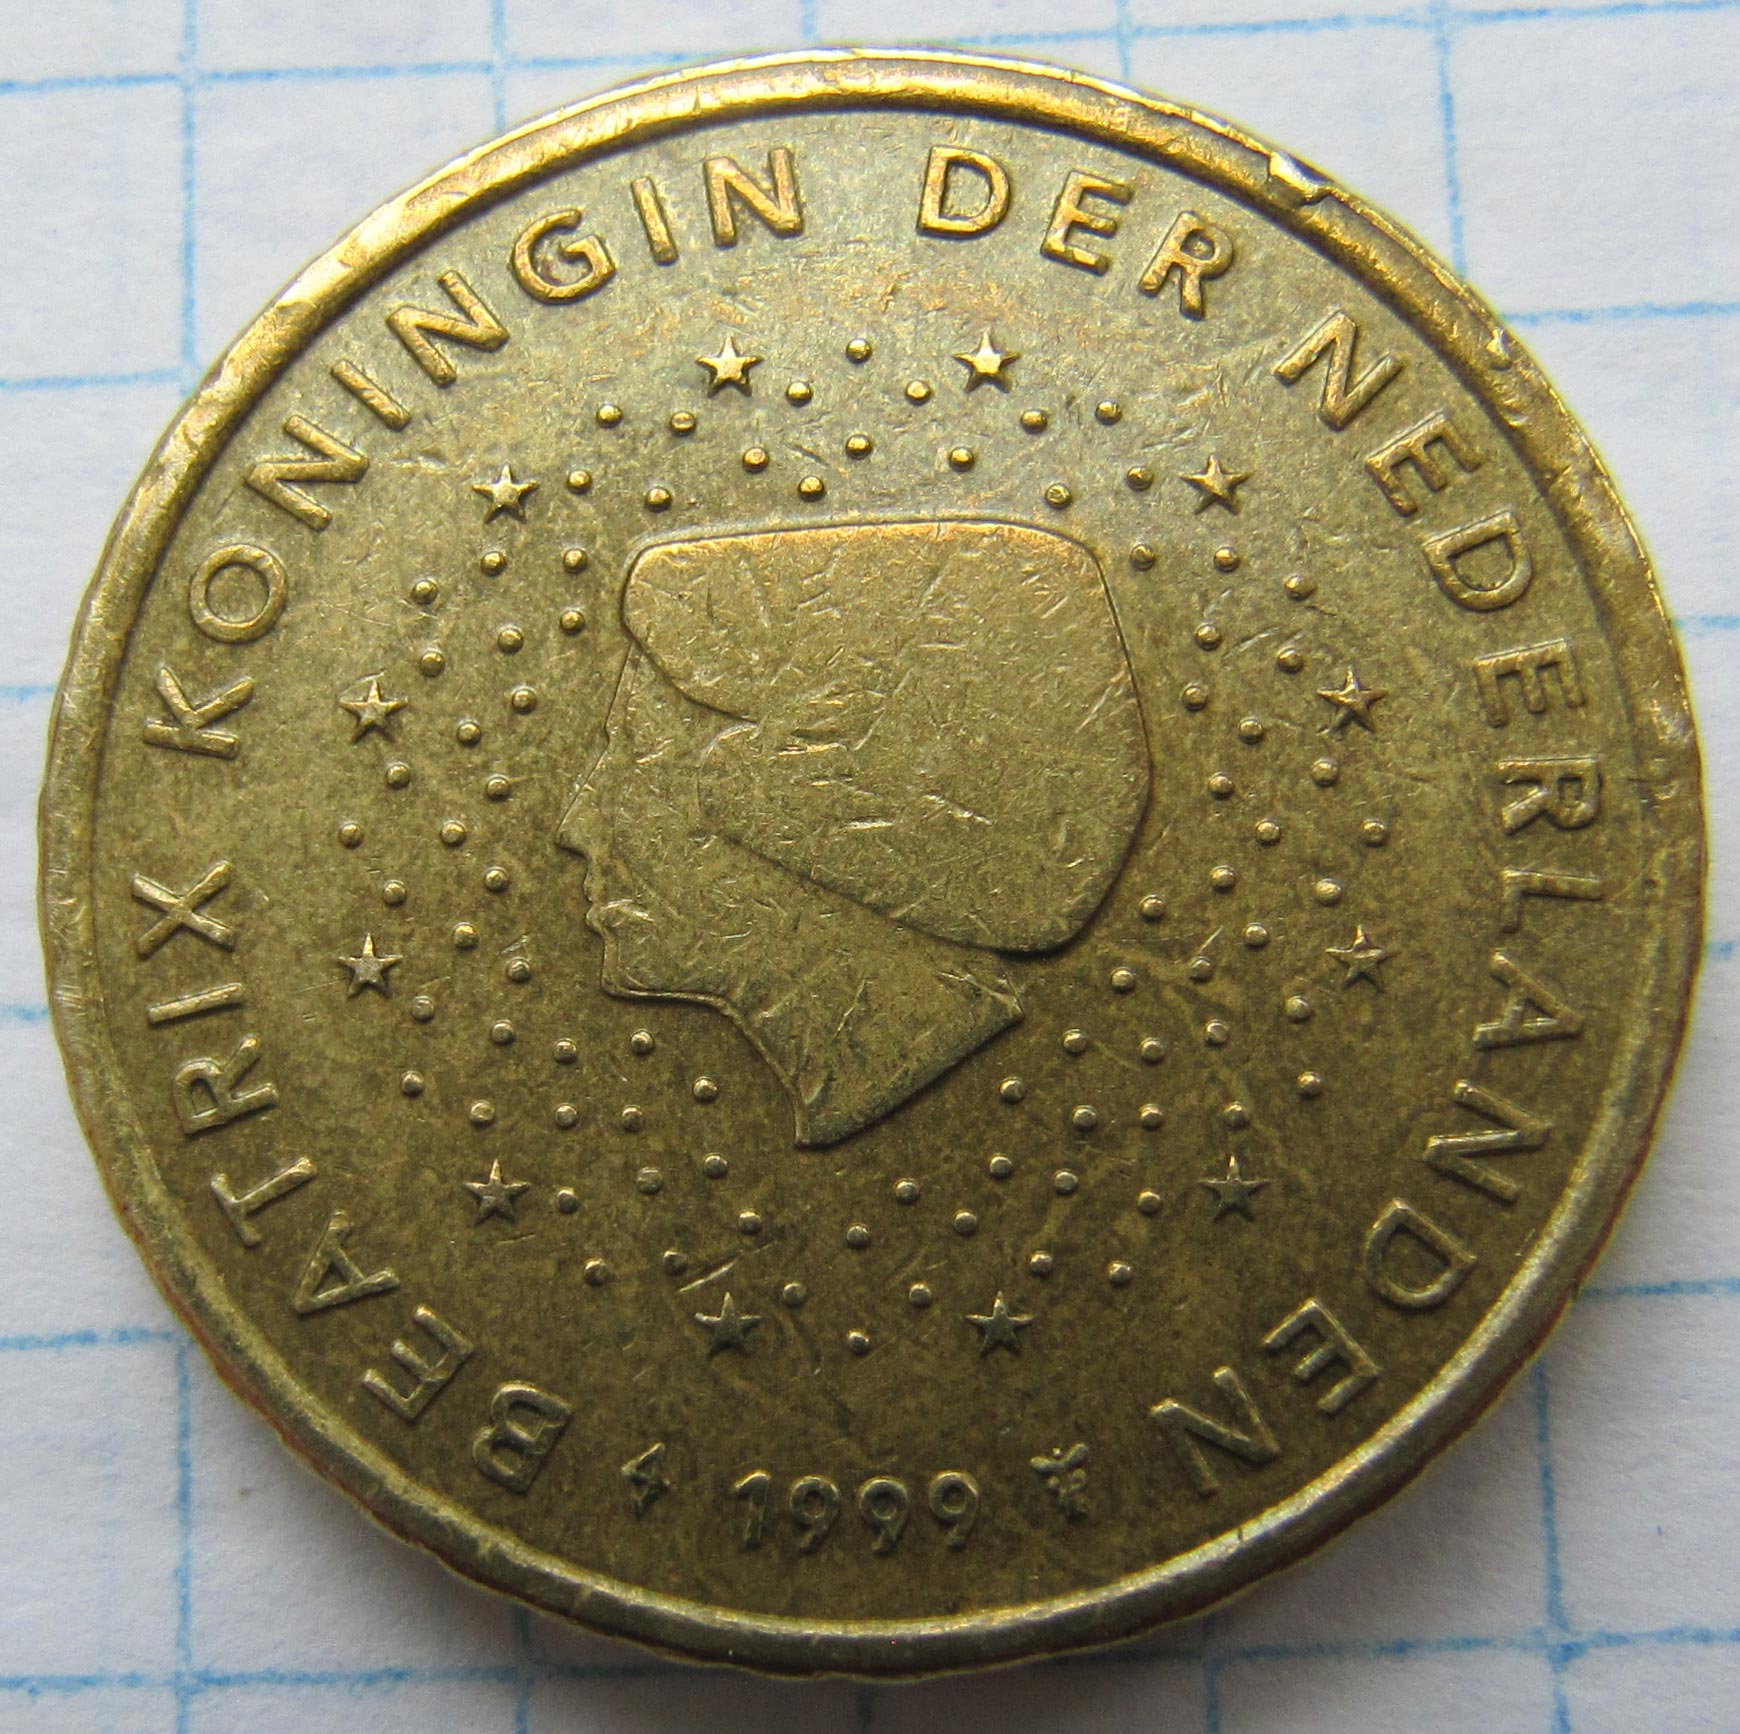 BEATRIX KONINGIN DER NEDERLANDEN
1999